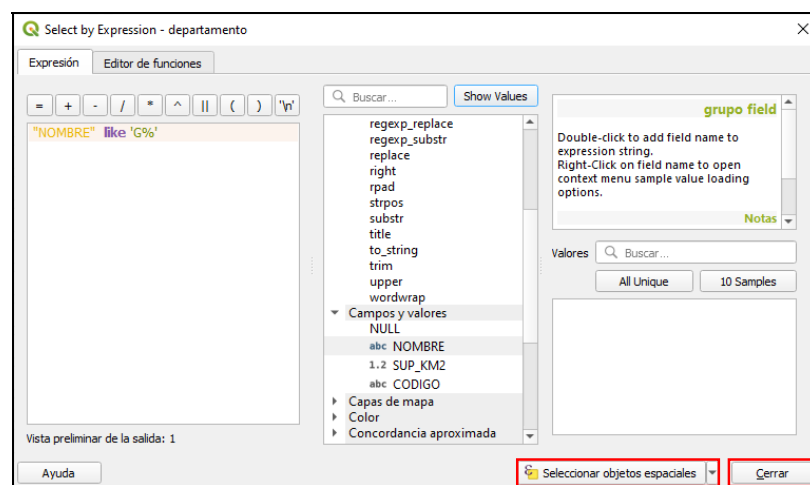 Select by Expression - departamento
Expresión
Editor de funciones
= + - / * ^ || ( ) '\n'
"NOMBRE" like 'G%'
Vista preliminar de la salida: 1
Buscar...
Show Values
regexp_replace
regexp_substr
replace
right
rpad
strpos
substr
title
to_string
trim
upper
wordwrap
Campos y valores
NULL
abc NOMBRE
1.2 SUP_KM2
abc CODIGO
Capas de mapa
Color
Concordancia aproximada
grupo field
Double-click to add field name to
expression string.
Right-Click on field name to open
context menu sample value loading
options.
Notas
Valores
Buscar...
All Unique
10 Samples
Ayuda
Seleccionar objetos espaciales
Cerrar